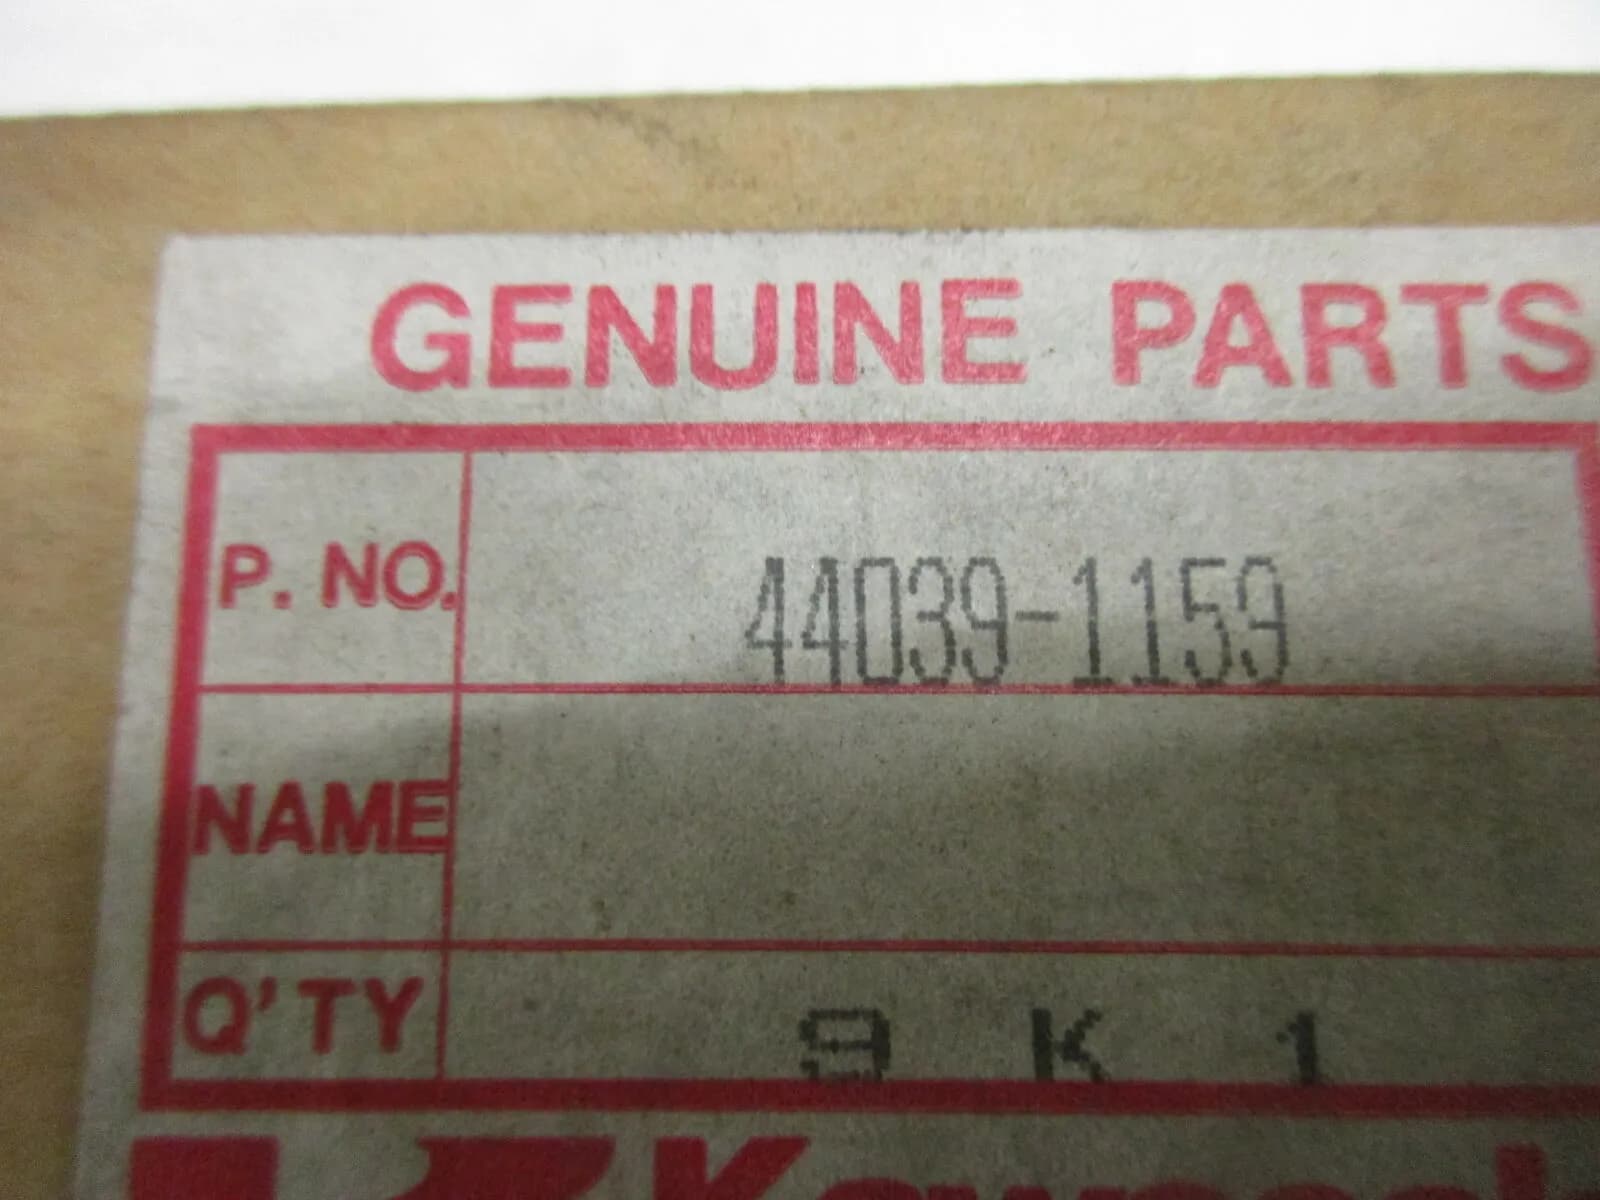 GENUINE PARTS
P. NO. 44039-1159
NAME
Q'TY 9 K 1